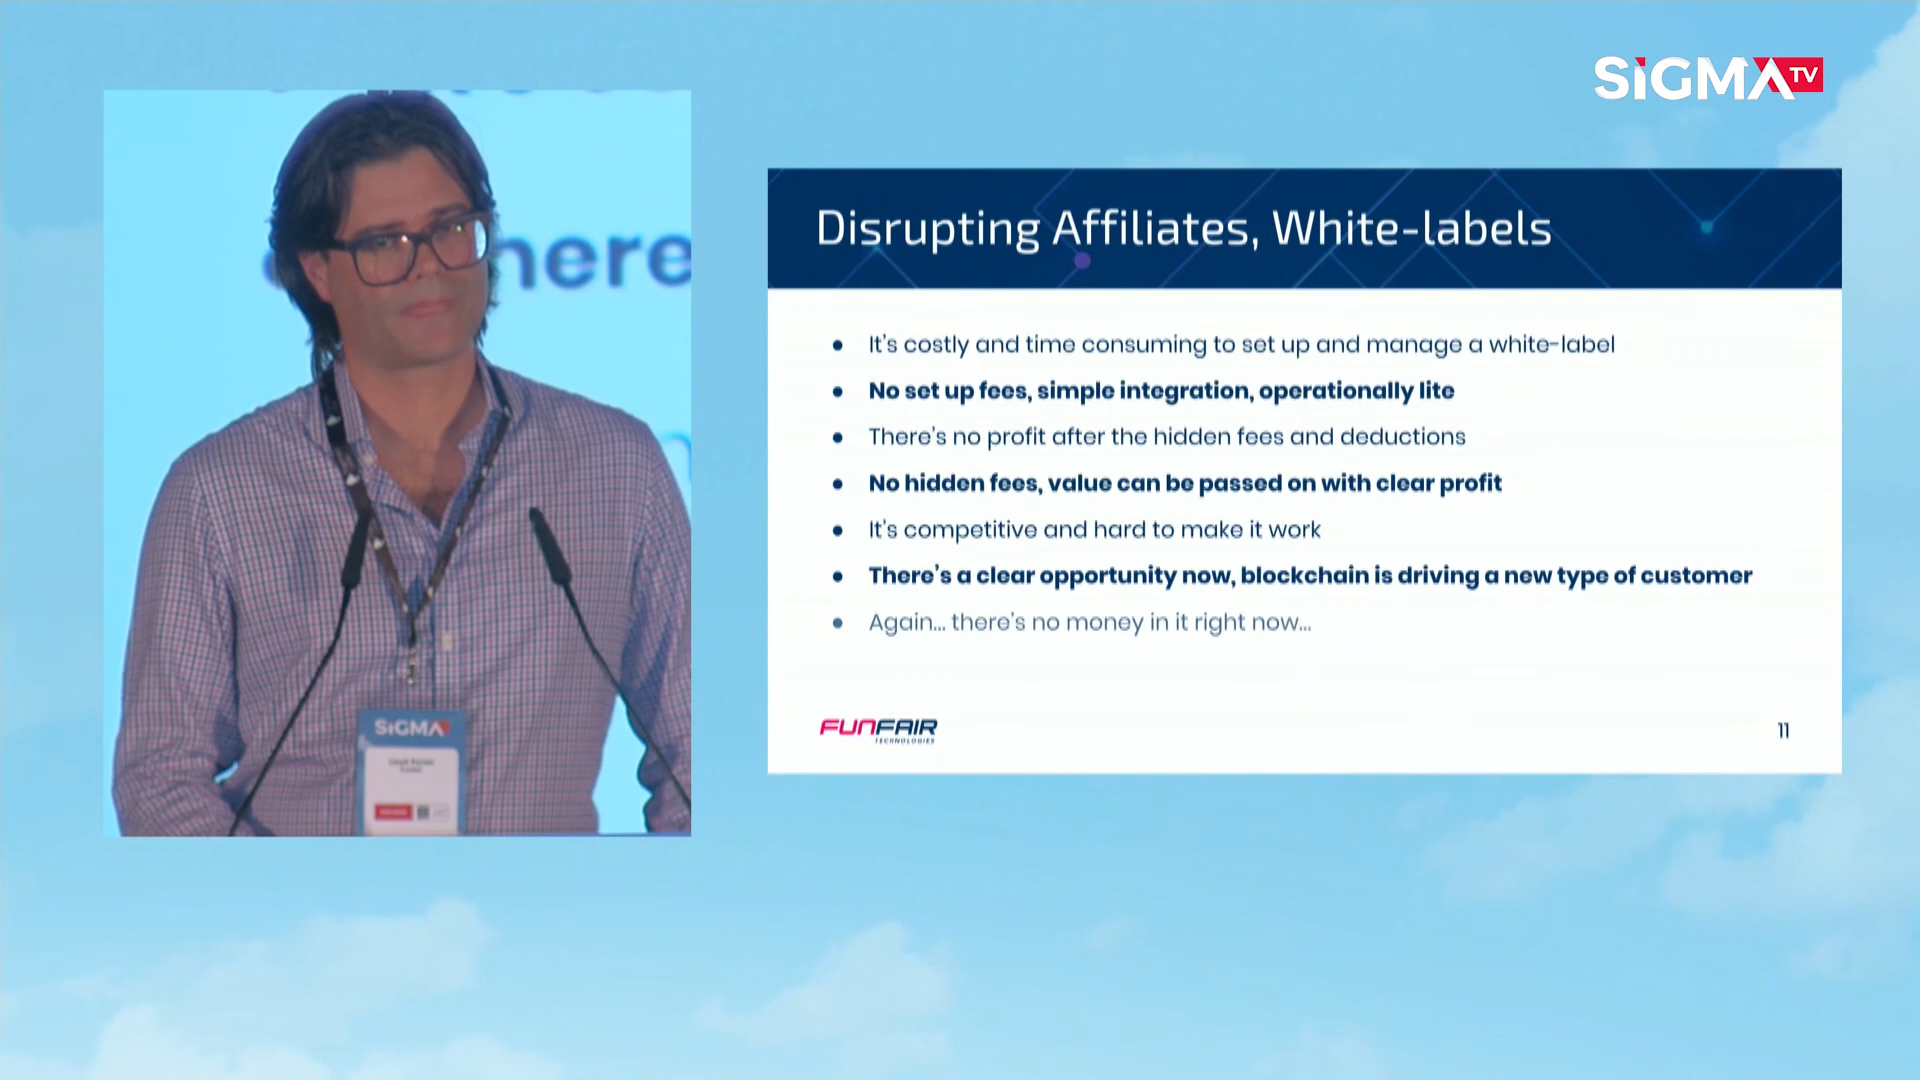 SiGMA TV
here
Disrupting Affiliates, White-labels
It's costly and time consuming to set up and manage a white-label
No set up fees, simple integration, operationally lite
There's no profit after the hidden fees and deductions
No hidden fees, value can be passed on with clear profit
It's competitive and hard to make it work
There's a clear opportunity now, blockchain is driving a new type of customer
Again... there's no money in it right now...
FUNFAIR
TECHNOLOGIES
11
SiGMA